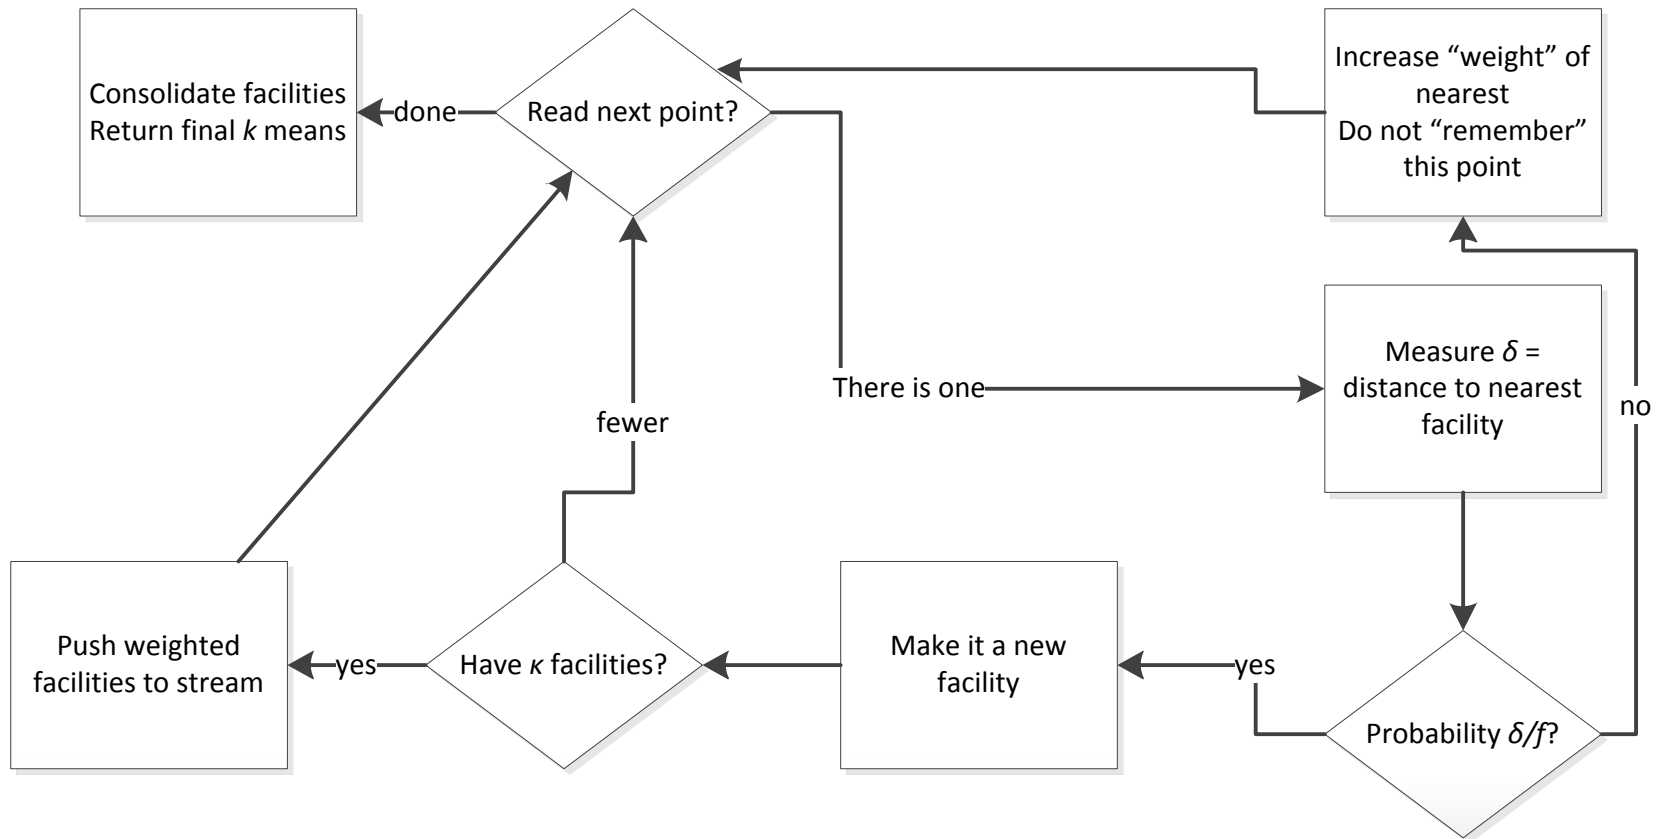 Consolidate facilities
Return final k means
done
Read next point?
Increase “weight” of
nearest
Do not “remember”
this point
There is one
Measure δ =
distance to nearest
facility
no
fewer
Push weighted
facilities to stream
yes
Have κ facilities?
Make it a new
facility
yes
Probability δ/f?